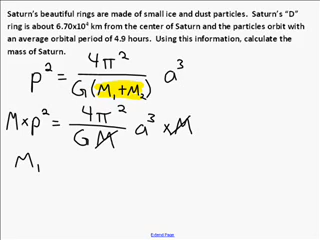 Saturn's beautiful rings are made of small ice and dust particles. Saturn's "D"
ring is about 6.70x10⁴ km from the center of Saturn and the particles orbit with
an average orbital period of 4.9 hours. Using this information, calculate the
mass of Saturn.
P² = 4π² / G(M₁+M₂) a³
M×P² = 4π² / GM a³ ×M
M₁
Extend Page